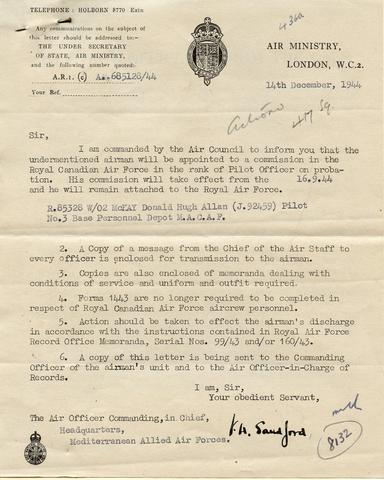 TELEPHONE: HOLBORN 8770 Extn
Any communications on the subject of
this letter should be addressed to:—
THE UNDER SECRETARY
OF STATE, AIR MINISTRY,
and the following number quoted:
A.R.1. (c) A.685128/44
Your Ref.
436a
AIR MINISTRY,
LONDON, W.C.2.
14th December, 1944
417 Sq
Sir,
I am commanded by the Air Council to inform you that the
undermentioned airman will be appointed to a commission in the
Royal Canadian Air Force in the rank of Pilot Officer on proba-
tion. His commission will take effect from the 16.9.44
and he will remain attached to the Royal Air Force.
R.85328 W/O2 McKAY Donald Hugh Allan (J.92459) Pilot
No.3 Base Personnel Depot M.A.C.A.F.
2. A Copy of a message from the Chief of the Air Staff to
every officer is enclosed for transmission to the airman.
3. Copies are also enclosed of memoranda dealing with
conditions of service and uniform and outfit required.
4. Forms 1443 are no longer required to be completed in
respect of Royal Canadian Air Force aircrew personnel.
5. Action should be taken to effect the airman's discharge
in accordance with the instructions contained in Royal Air Force
Record Office Memoranda, Serial Nos. 99/43 and/or 160/43.
6. A copy of this letter is being sent to the Commanding
Officer of the airman's unit and to the Air Officer-in-Charge of
Records.
I am, Sir,
Your obedient Servant,
The Air Officer Commanding, in Chief,
Headquarters,
Mediterranean Allied Air Forces.
Sandford.
8132